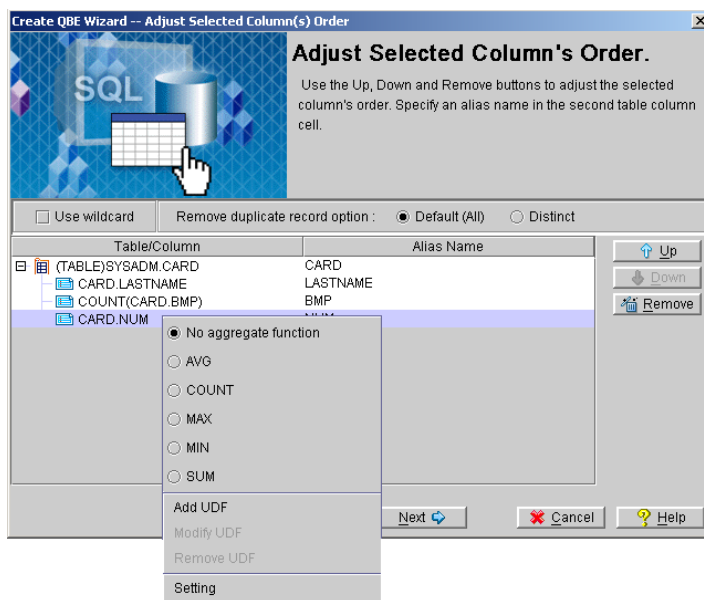 Create QBE Wizard -- Adjust Selected Column(s) Order
SQL
Adjust Selected Column's Order.
Use the Up, Down and Remove buttons to adjust the selected
column's order. Specify an alias name in the second table column
cell.
Use wildcard Remove duplicate record option : Default (All) Distinct
Table/Column Alias Name
(TABLE)SYSADM.CARD CARD
CARD.LASTNAME LASTNAME
COUNT(CARD.BMP) BMP
CARD.NUM
Up
Down
Remove
No aggregate function
AVG
COUNT
MAX
MIN
SUM
Add UDF
Modify UDF
Remove UDF
Setting
Next Cancel Help